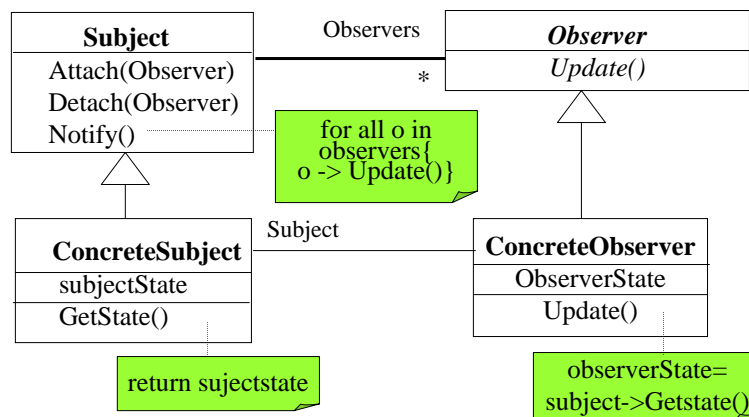 Subject
Attach(Observer)
Detach(Observer)
Notify()
Observers
*
Observer
Update()
for all o in
observers{
o -> Update()}
ConcreteSubject
subjectState
GetState()
Subject
ConcreteObserver
ObserverState
Update()
return sujectstate
observerState=
subject->Getstate()